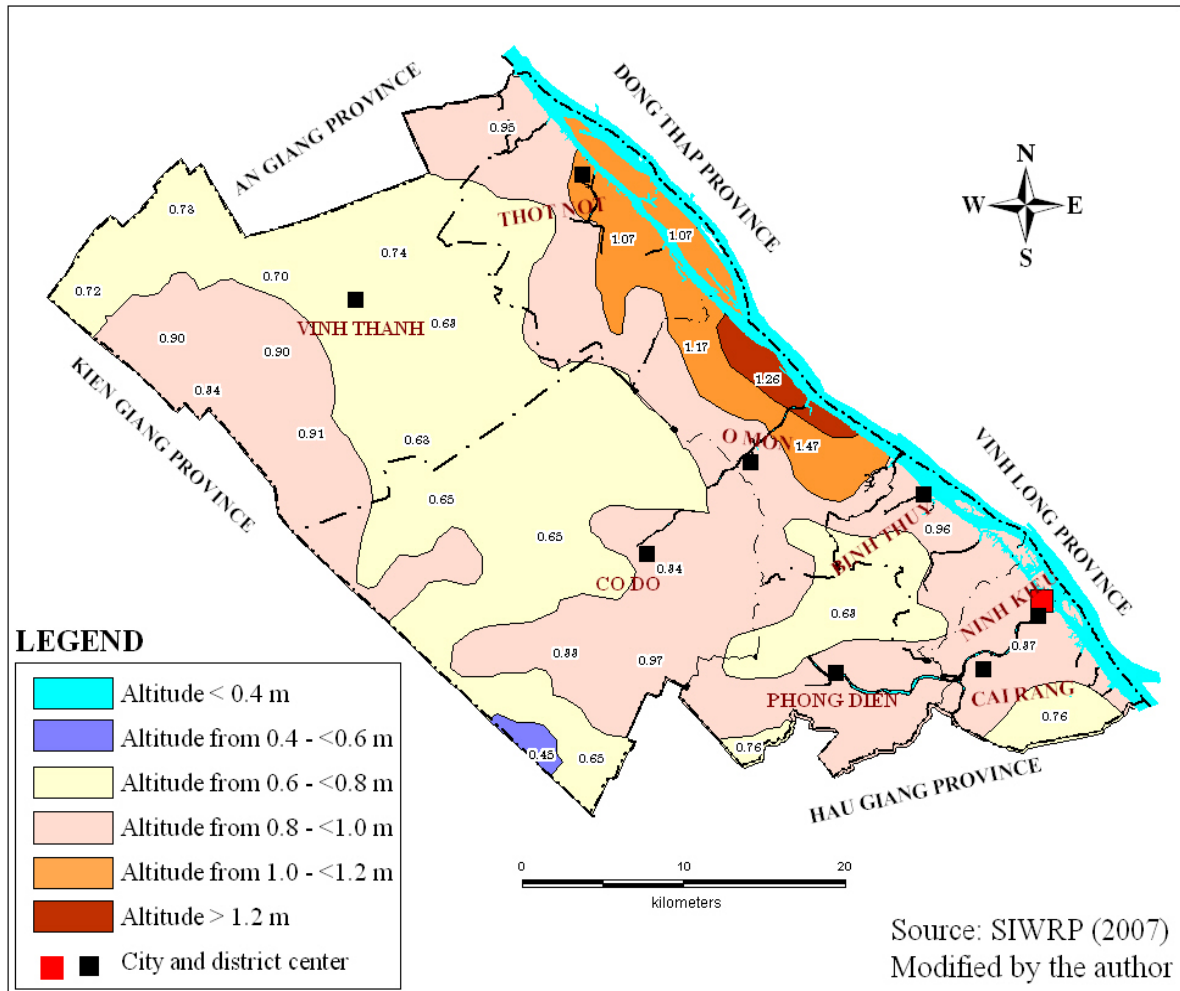 AN GIANG PROVINCE
DONG THAP PROVINCE
N
W
E
S
0.95
THOT NOT
1.07
1.07
0.73
0.74
0.70
0.72
VINH THANH
0.63
0.90
0.90
1.17
1.26
0.84
KIEN GIANG PROVINCE
0.91
0.63
O MON
1.47
VINH LONG PROVINCE
0.65
0.65
0.96
BINH THUY
0.84
CO DO
NINH KIEU
0.63
0.87
0.88
0.97
PHONG DIEN
CAI RANG
0.76
0.76
0.65
0.45
HAU GIANG PROVINCE
LEGEND
Altitude < 0.4 m
Altitude from 0.4 - <0.6 m
Altitude from 0.6 - <0.8 m
Altitude from 0.8 - <1.0 m
Altitude from 1.0 - <1.2 m
Altitude > 1.2 m
City and district center
0 10 20
kilometers
Source: SIWRP (2007)
Modified by the author